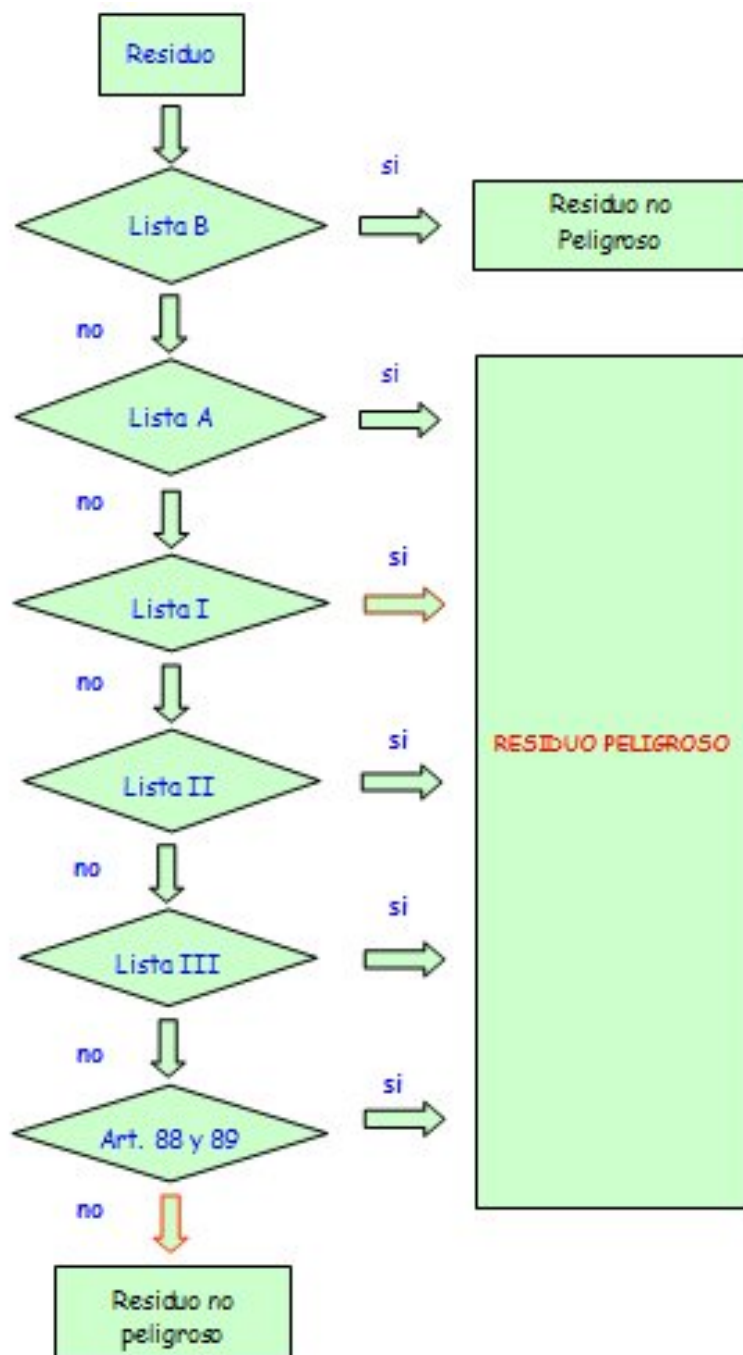 Residuo
si
Lista B
Residuo no
Peligroso
no
si
Lista A
no
si
Lista I
no
si
Lista II
RESIDUO PELIGROSO
no
si
Lista III
no
si
Art. 88 y 89
no
Residuo no
peligroso